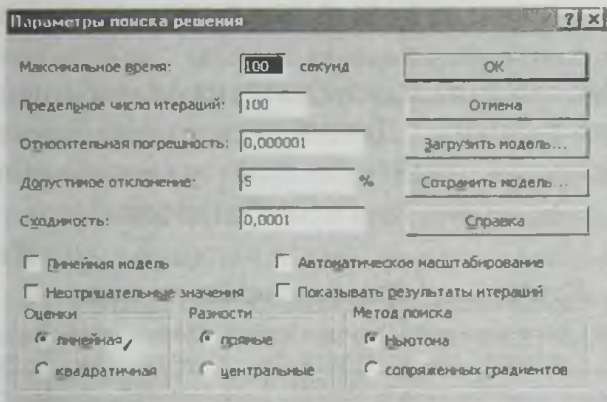 Параметры поиска решения
Максимальное время: 100 секунд
ОК
Предельное число итераций: 100
Отмена
Относительная погрешность: 0,000001
Загрузить модель...
Допустимое отклонение: 5 %
Сохранить модель...
Сходимость: 0,0001
Справка
Линейная модель
Автоматическое масштабирование
Неотрицательные значения
Показывать результаты итераций
Оценки
Разности
Метод поиска
линейная
прямые
Ньютона
квадратичная
центральные
сопряженных градиентов